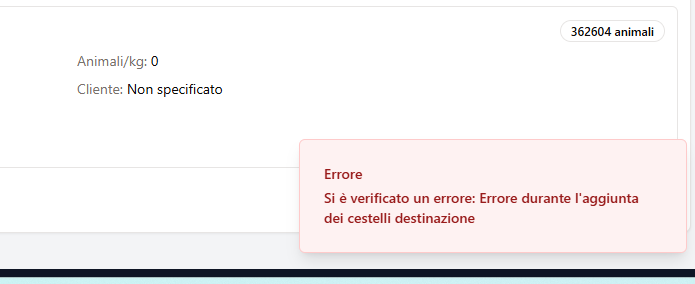 362604 animali
Animali/kg: 0
Cliente: Non specificato
Errore
Si è verificato un errore: Errore durante l'aggiunta
dei cestelli destinazione